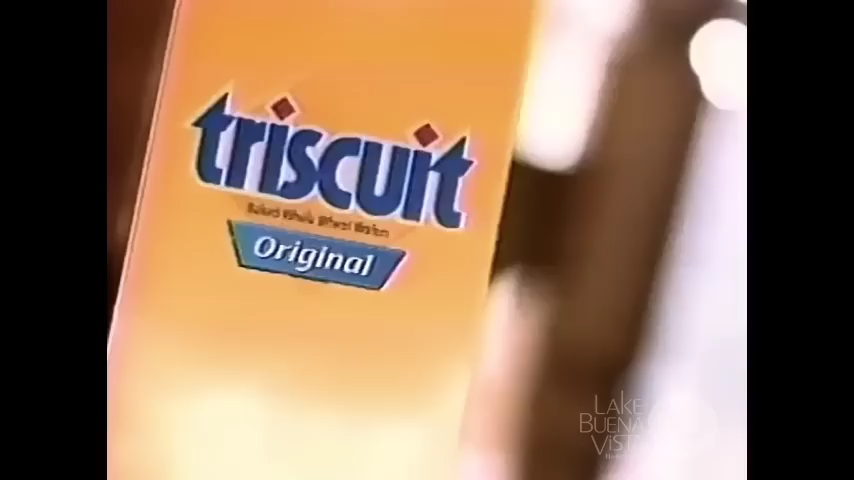 triscuit
Baked Whole Wheat Wafers
Original
LAKE
BUENA
VISTA